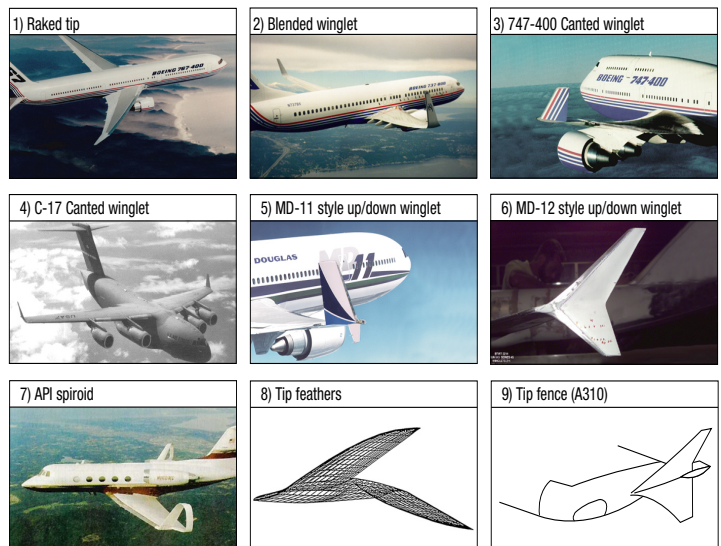 1) Raked tip
2) Blended winglet
3) 747-400 Canted winglet
BOEING 767-400
BOEING 737-800
BOEING 747-400
4) C-17 Canted winglet
5) MD-11 style up/down winglet
6) MD-12 style up/down winglet
DOUGLAS
MD 11
7) API spiroid
8) Tip feathers
9) Tip fence (A310)